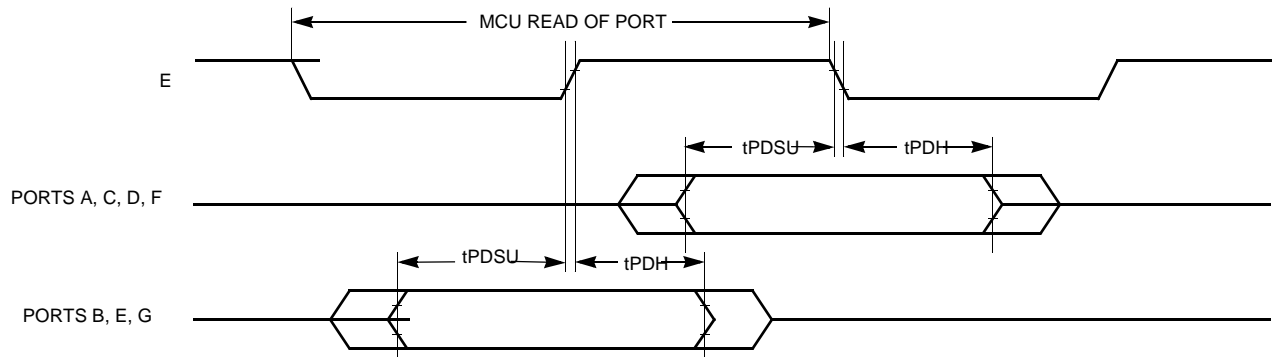 MCU READ OF PORT
E
tPDSU
tPDH
PORTS A, C, D, F
tPDSU
tPDH
PORTS B, E, G